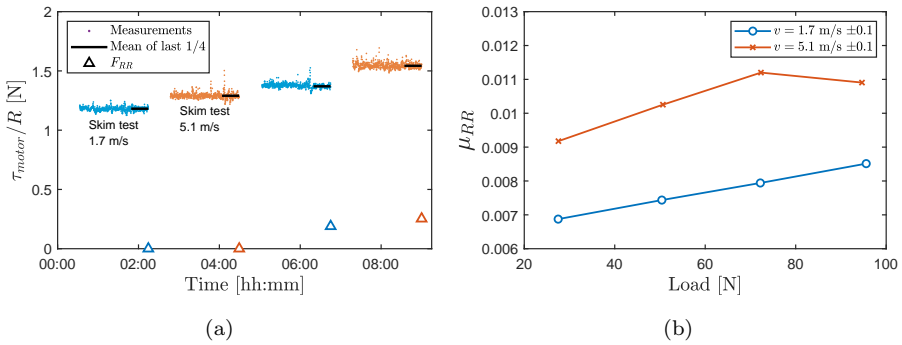 2
1.5
1
0.5
0
τ_motor/R [N]
Measurements
Mean of last 1/4
F_RR
Skim test
1.7 m/s
Skim test
5.1 m/s
00:00 02:00 04:00 06:00 08:00
Time [hh:mm]
(a)
0.013
0.012
0.011
0.01
0.009
0.008
0.007
0.006
μ_RR
v = 1.7 m/s ±0.1
v = 5.1 m/s ±0.1
20 40 60 80 100
Load [N]
(b)